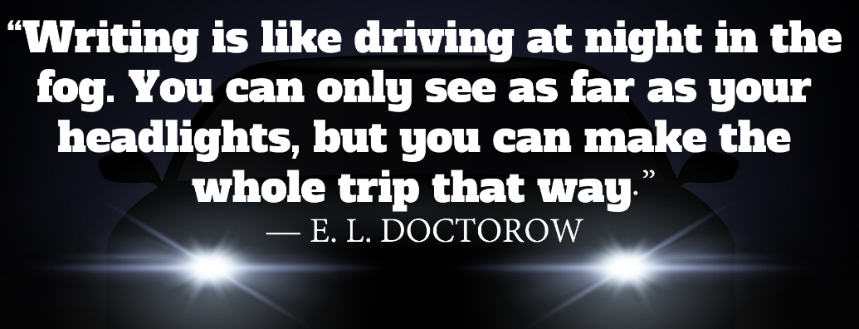 “Writing is like driving at night in the
fog. You can only see as far as your
headlights, but you can make the
whole trip that way.”
— E. L. DOCTOROW